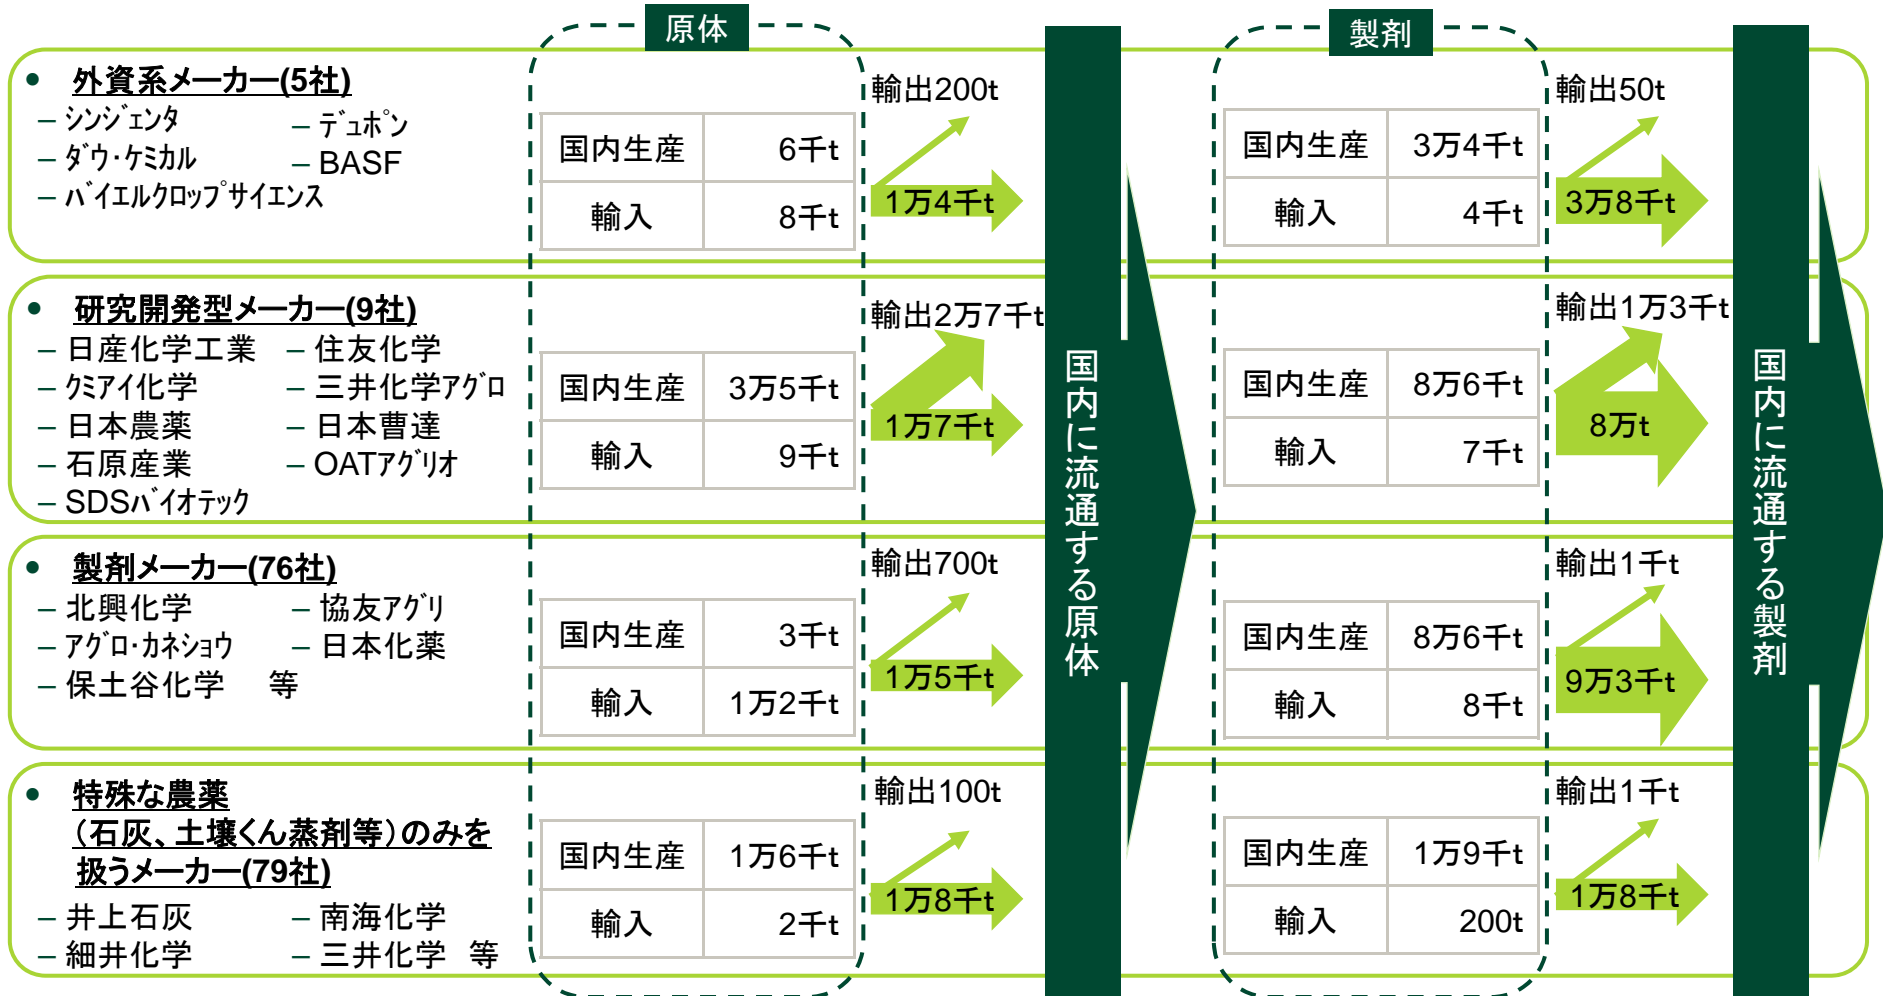 原体
製剤
• 外資系メーカー(5社)
– シンジェンタ – デュポン
– ダウ・ケミカル – BASF
– バイエルクロップサイエンス
国内生産 6千t
輸入 8千t
輸出200t
1万4千t
国内生産 3万4千t
輸入 4千t
輸出50t
3万8千t
• 研究開発型メーカー(9社)
– 日産化学工業 – 住友化学
– クミアイ化学 – 三井化学アグロ
– 日本農薬 – 日本曹達
– 石原産業 – OATアグリオ
– SDSバイオテック
国内生産 3万5千t
輸入 9千t
輸出2万7千t
1万7千t
国内生産 8万6千t
輸入 7千t
輸出1万3千t
8万t
• 製剤メーカー(76社)
– 北興化学 – 協友アグリ
– アグロ・カネショウ – 日本化薬
– 保土谷化学 等
国内生産 3千t
輸入 1万2千t
輸出700t
1万5千t
国内生産 8万6千t
輸入 8千t
輸出1千t
9万3千t
• 特殊な農薬
（石灰、土壌くん蒸剤等）のみを
扱うメーカー(79社)
– 井上石灰 – 南海化学
– 細井化学 – 三井化学 等
国内生産 1万6千t
輸入 2千t
輸出100t
1万8千t
国内生産 1万9千t
輸入 200t
輸出1千t
1万8千t
国内に流通する原体
国内に流通する製剤